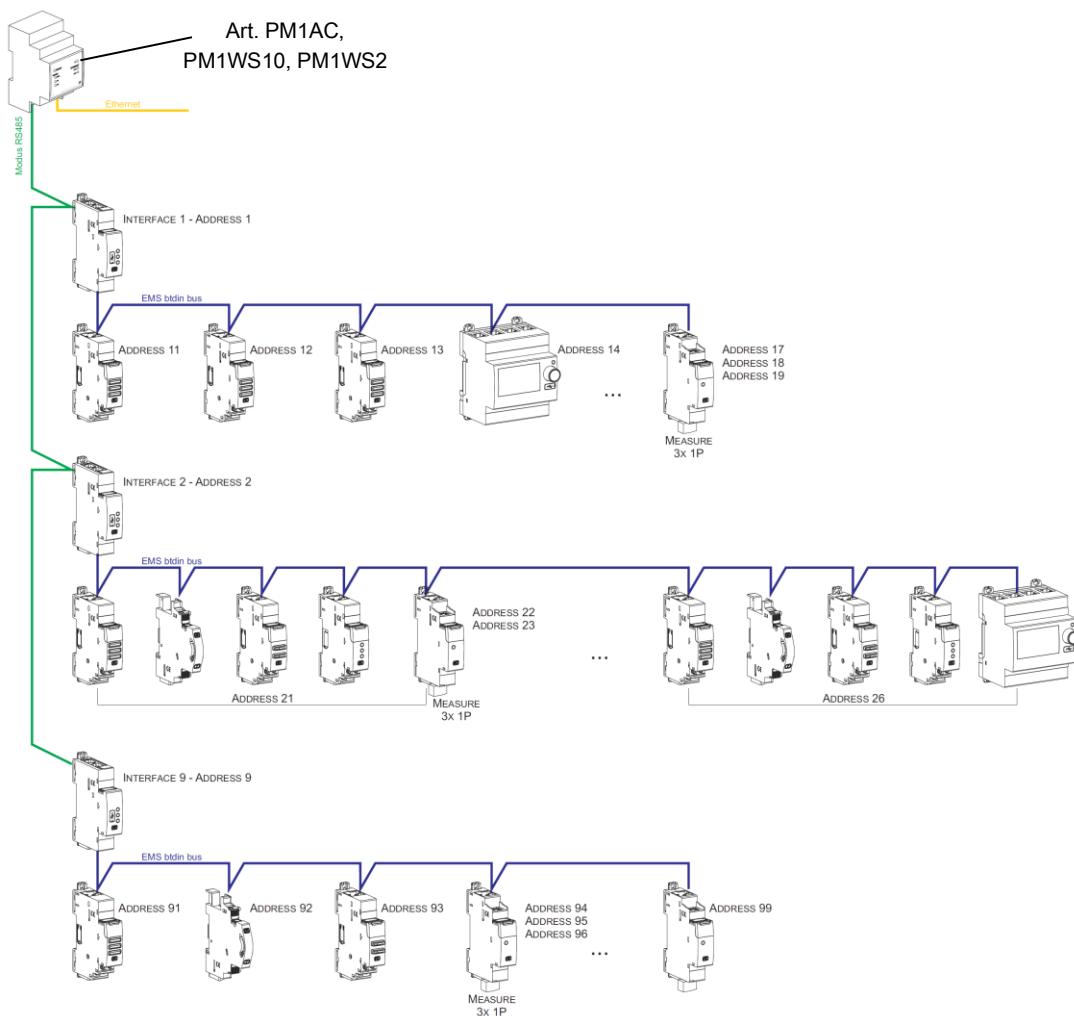 Art. PM1AC,
PM1WS10, PM1WS2
Ethernet
Modus RS485
INTERFACE 1 - ADDRESS 1
EMS btdin bus
ADDRESS 11
ADDRESS 12
ADDRESS 13
ADDRESS 14
...
ADDRESS 17
ADDRESS 18
ADDRESS 19
MEASURE
3X 1P
INTERFACE 2 - ADDRESS 2
EMS btdin bus
ADDRESS 22
ADDRESS 23
...
ADDRESS 21
MEASURE
3X 1P
ADDRESS 26
INTERFACE 9 - ADDRESS 9
EMS btdin bus
ADDRESS 91
ADDRESS 92
ADDRESS 93
ADDRESS 94
ADDRESS 95
ADDRESS 96
...
ADDRESS 99
MEASURE
3X 1P